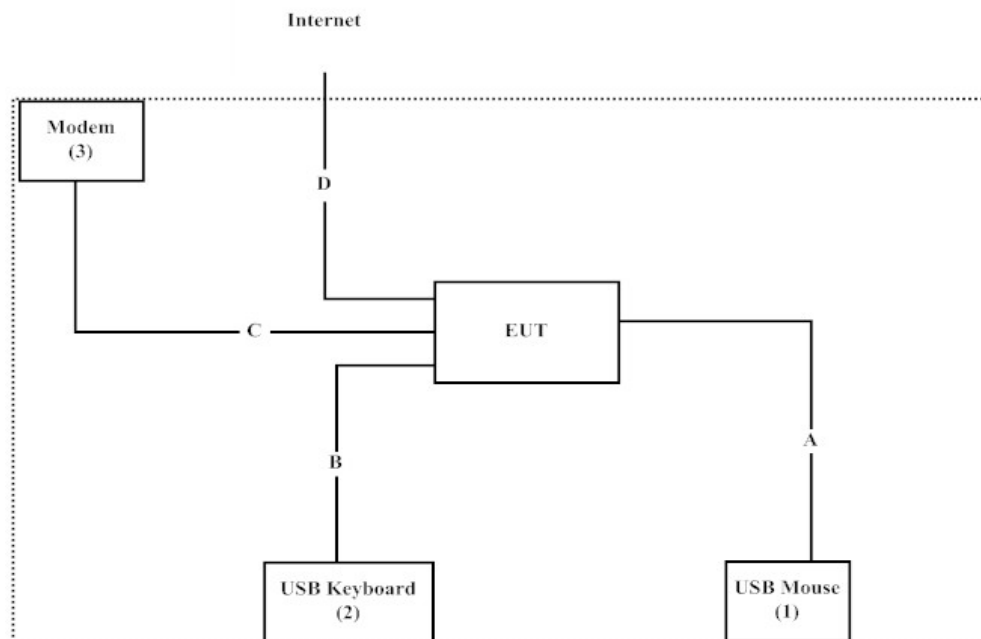 Internet
Modem
(3)
D
EUT
C
A
B
USB Keyboard
(2)
USB Mouse
(1)